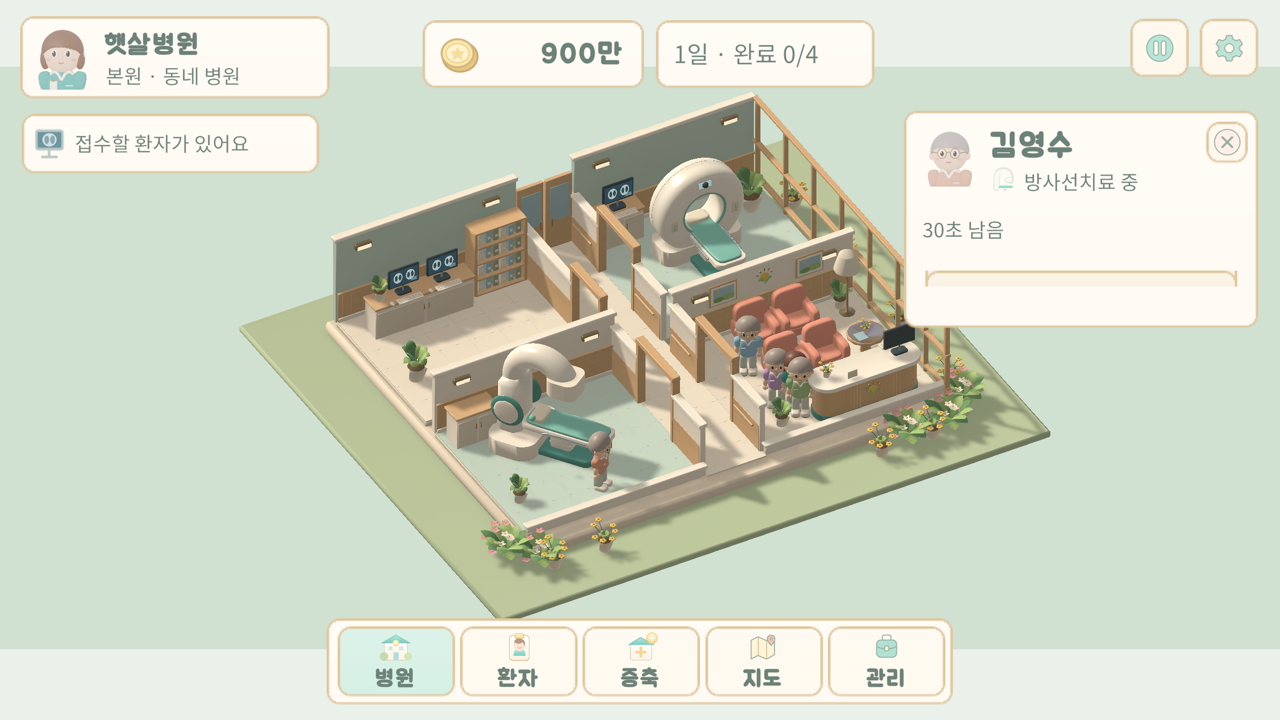 햇살병원
본원 · 동네 병원
900만
1일 · 완료 0/4
접수할 환자가 있어요
김영수
방사선치료 중
30초 남음
병원
환자
증축
지도
관리